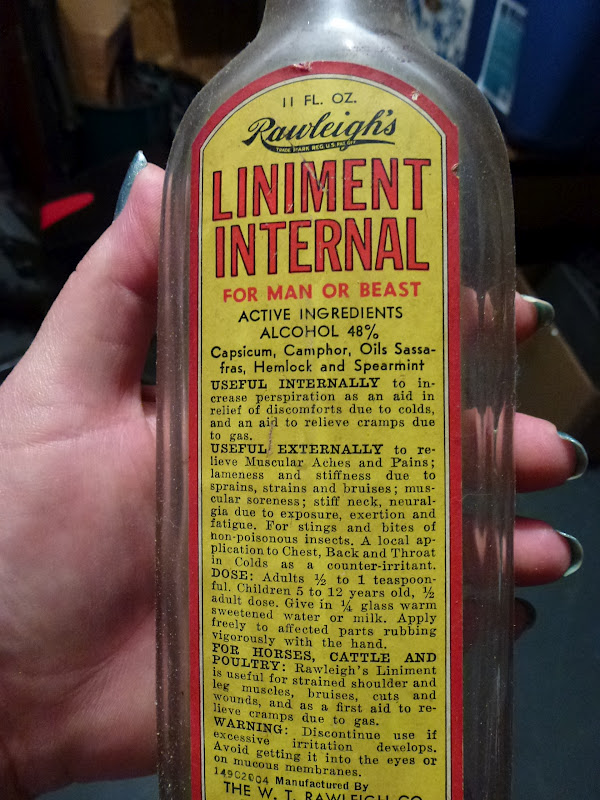 11 FL. OZ.
Rawleigh's
TRADE MARK REG. U.S. PAT. OFF.
LINIMENT
INTERNAL
FOR MAN OR BEAST
ACTIVE INGREDIENTS
ALCOHOL 48%
Capsicum, Camphor, Oils Sassa-
fras, Hemlock and Spearmint
USEFUL INTERNALLY to in-
crease perspiration as an aid in
relief of discomforts due to colds,
and an aid to relieve cramps due
to gas.
USEFUL EXTERNALLY to re-
lieve Muscular Aches and Pains;
lameness and stiffness due to
sprains, strains and bruises; mus-
cular soreness; stiff neck, neural-
gia due to exposure, exertion and
fatigue. For stings and bites of
non-poisonous insects. A local ap-
plication to Chest, Back and Throat
in Colds as a counter-irritant.
DOSE: Adults ½ to 1 teaspoon-
ful. Children 5 to 12 years old, ½
adult dose. Give in ¼ glass warm
sweetened water or milk. Apply
freely to affected parts rubbing
vigorously with the hand.
FOR HORSES, CATTLE AND
POULTRY: Rawleigh's Liniment
is useful for strained shoulder and
leg muscles, bruises, cuts and
wounds, and as a first aid to re-
lieve cramps due to gas.
WARNING: Discontinue use if
excessive irritation develops.
Avoid getting it into the eyes or
on mucous membranes.
14902004 Manufactured By
THE W. T. RAWLEIGH CO